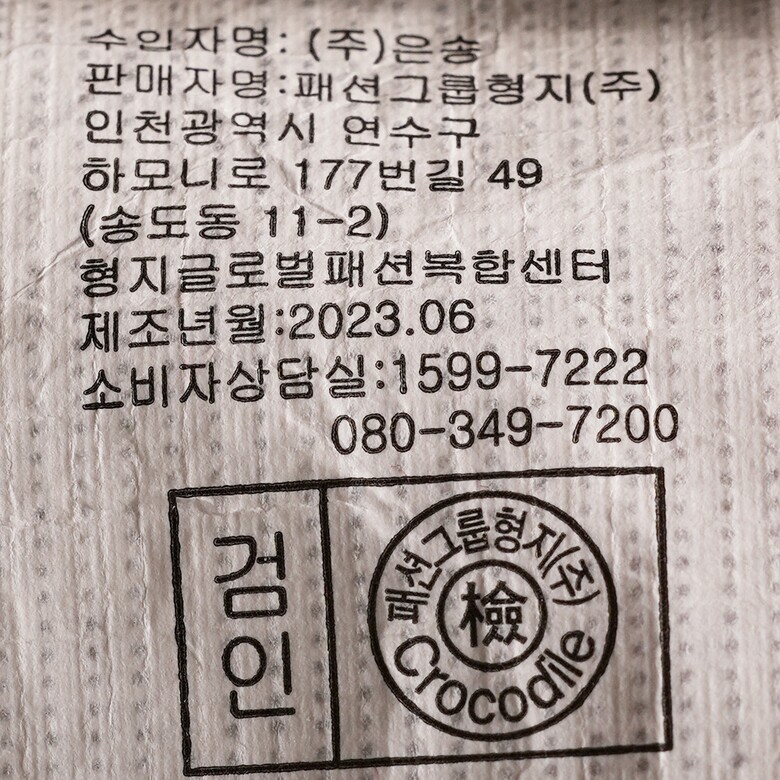 수입자명: (주)은송
판매자명:패션그룹형지(주)
인천광역시 연수구
하모니로 177번길 49
(송도동 11-2)
형지글로벌패션복합센터
제조년월:2023.06
소비자상담실:1599-7222
080-349-7200
검인
패션그룹형지(주)
檢
Crocodile